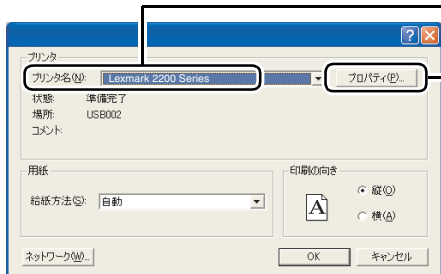 プリンタ
プリンタ名(N): Lexmark 2200 Series プロパティ(P)...
状態: 準備完了
場所: USB002
コメント:
用紙
給紙方法(S): 自動
印刷の向き
A
縦(O)
横(A)
ネットワーク(W)... OK キャンセル